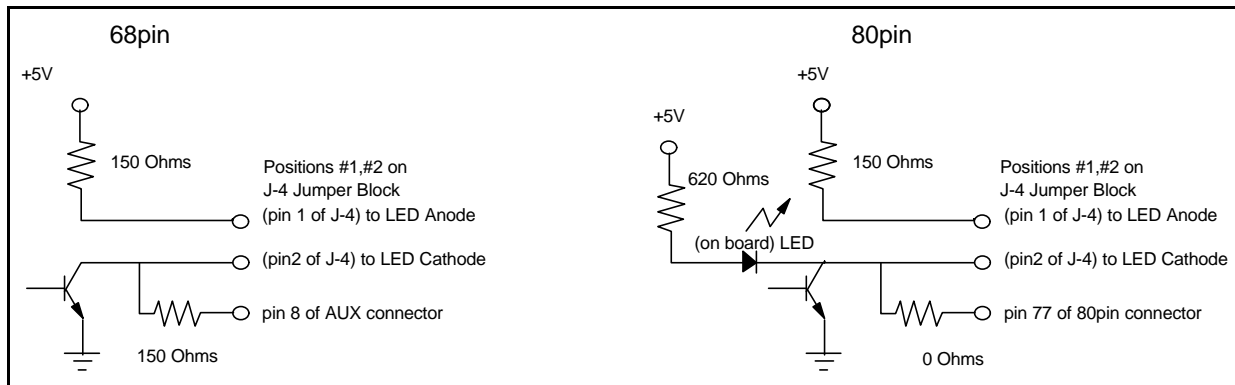 68pin
+5V
150 Ohms
Positions #1,#2 on
J-4 Jumper Block
(pin 1 of J-4) to LED Anode
(pin2 of J-4) to LED Cathode
pin 8 of AUX connector
150 Ohms
80pin
+5V
+5V
150 Ohms
620 Ohms
Positions #1,#2 on
J-4 Jumper Block
(pin 1 of J-4) to LED Anode
(on board) LED
(pin2 of J-4) to LED Cathode
pin 77 of 80pin connector
0 Ohms